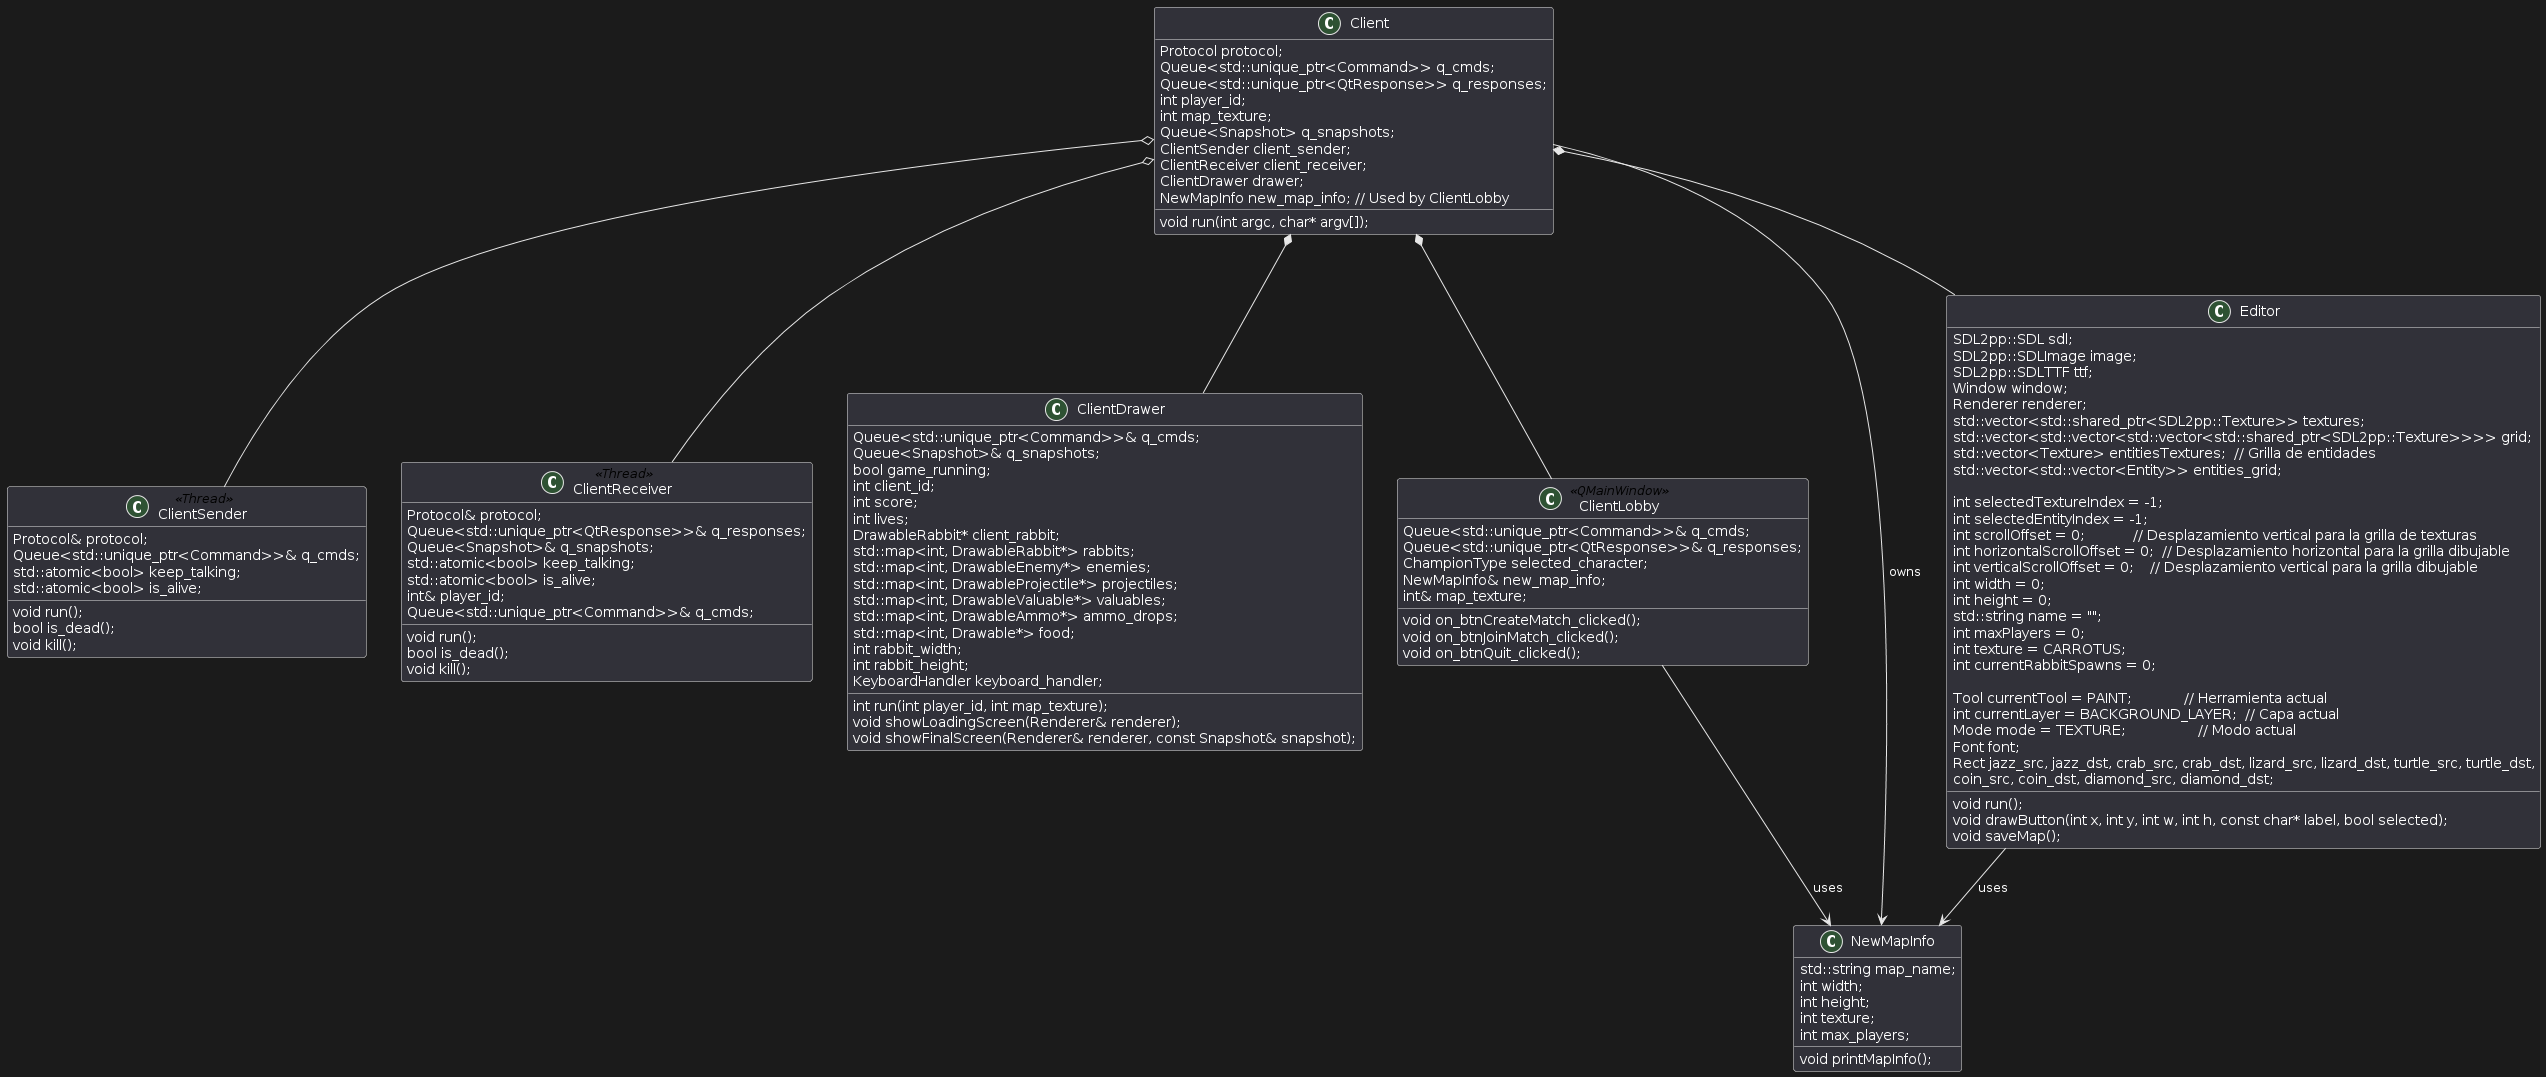 C Client
Protocol protocol;
Queue<std::unique_ptr<Command>> q_cmds;
Queue<std::unique_ptr<QtResponse>> q_responses;
int player_id;
int map_texture;
Queue<Snapshot> q_snapshots;
ClientSender client_sender;
ClientReceiver client_receiver;
ClientDrawer drawer;
NewMapInfo new_map_info; // Used by ClientLobby
void run(int argc, char* argv[]);
C «Thread»
ClientSender
Protocol& protocol;
Queue<std::unique_ptr<Command>>& q_cmds;
std::atomic<bool> keep_talking;
std::atomic<bool> is_alive;
void run();
bool is_dead();
void kill();
C «Thread»
ClientReceiver
Protocol& protocol;
Queue<std::unique_ptr<QtResponse>>& q_responses;
Queue<Snapshot>& q_snapshots;
std::atomic<bool> keep_talking;
std::atomic<bool> is_alive;
int& player_id;
Queue<std::unique_ptr<Command>>& q_cmds;
void run();
bool is_dead();
void kill();
C ClientDrawer
Queue<std::unique_ptr<Command>>& q_cmds;
Queue<Snapshot>& q_snapshots;
bool game_running;
int client_id;
int score;
int lives;
DrawableRabbit* client_rabbit;
std::map<int, DrawableRabbit*> rabbits;
std::map<int, DrawableEnemy*> enemies;
std::map<int, DrawableProjectile*> projectiles;
std::map<int, DrawableValuable*> valuables;
std::map<int, DrawableAmmo*> ammo_drops;
std::map<int, Drawable*> food;
int rabbit_width;
int rabbit_height;
KeyboardHandler keyboard_handler;
int run(int player_id, int map_texture);
void showLoadingScreen(Renderer& renderer);
void showFinalScreen(Renderer& renderer, const Snapshot& snapshot);
C «QMainWindow»
ClientLobby
Queue<std::unique_ptr<Command>>& q_cmds;
Queue<std::unique_ptr<QtResponse>>& q_responses;
ChampionType selected_character;
NewMapInfo& new_map_info;
int& map_texture;
void on_btnCreateMatch_clicked();
void on_btnJoinMatch_clicked();
void on_btnQuit_clicked();
owns
C Editor
SDL2pp::SDL sdl;
SDL2pp::SDLImage image;
SDL2pp::SDLTTF ttf;
Window window;
Renderer renderer;
std::vector<std::shared_ptr<SDL2pp::Texture>> textures;
std::vector<std::vector<std::vector<std::shared_ptr<SDL2pp::Texture>>>> grid;
std::vector<Texture> entitiesTextures;  // Grilla de entidades
std::vector<std::vector<Entity>> entities_grid;
int selectedTextureIndex = -1;
int selectedEntityIndex = -1;
int scrollOffset = 0;            // Desplazamiento vertical para la grilla de texturas
int horizontalScrollOffset = 0;  // Desplazamiento horizontal para la grilla dibujable
int verticalScrollOffset = 0;    // Desplazamiento vertical para la grilla dibujable
int width = 0;
int height = 0;
std::string name = "";
int maxPlayers = 0;
int texture = CARROTUS;
int currentRabbitSpawns = 0;
Tool currentTool = PAINT;             // Herramienta actual
int currentLayer = BACKGROUND_LAYER;  // Capa actual
Mode mode = TEXTURE;                  // Modo actual
Font font;
Rect jazz_src, jazz_dst, crab_src, crab_dst, lizard_src, lizard_dst, turtle_src, turtle_dst,
coin_src, coin_dst, diamond_src, diamond_dst;
void run();
void drawButton(int x, int y, int w, int h, const char* label, bool selected);
void saveMap();
uses
uses
C NewMapInfo
std::string map_name;
int width;
int height;
int texture;
int max_players;
void printMapInfo();